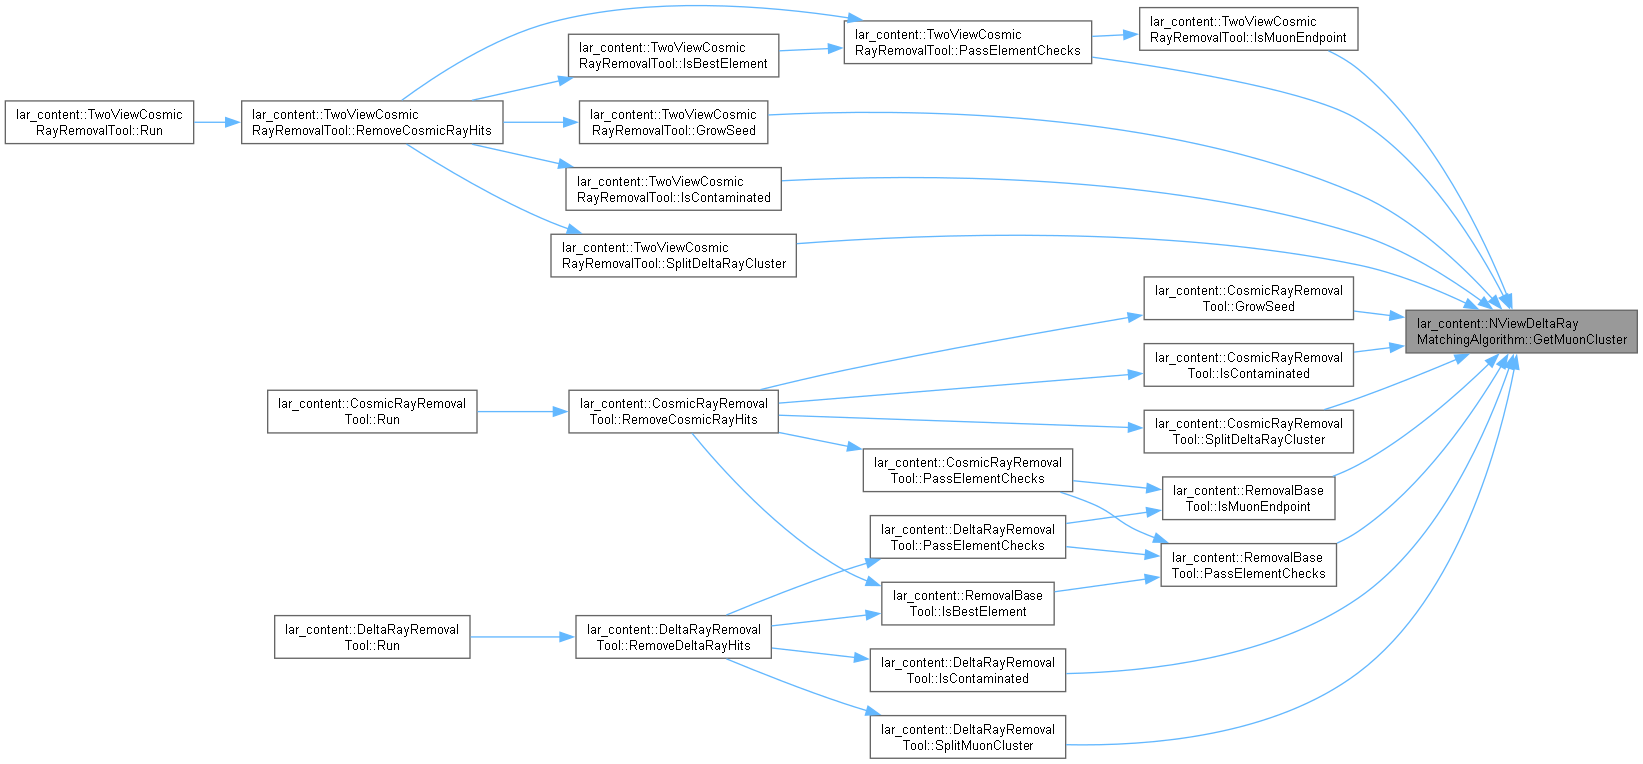 lar_content::TwoViewCosmic
RayRemovalTool::Run
lar_content::TwoViewCosmic
RayRemovalTool::RemoveCosmicRayHits
lar_content::TwoViewCosmic
RayRemovalTool::IsBestElement
lar_content::TwoViewCosmic
RayRemovalTool::PassElementChecks
lar_content::TwoViewCosmic
RayRemovalTool::IsMuonEndpoint
lar_content::TwoViewCosmic
RayRemovalTool::GrowSeed
lar_content::TwoViewCosmic
RayRemovalTool::IsContaminated
lar_content::TwoViewCosmic
RayRemovalTool::SplitDeltaRayCluster
lar_content::CosmicRayRemoval
Tool::GrowSeed
lar_content::NViewDeltaRay
MatchingAlgorithm::GetMuonCluster
lar_content::CosmicRayRemoval
Tool::IsContaminated
lar_content::CosmicRayRemoval
Tool::Run
lar_content::CosmicRayRemoval
Tool::RemoveCosmicRayHits
lar_content::CosmicRayRemoval
Tool::SplitDeltaRayCluster
lar_content::CosmicRayRemoval
Tool::PassElementChecks
lar_content::RemovalBase
Tool::IsMuonEndpoint
lar_content::DeltaRayRemoval
Tool::PassElementChecks
lar_content::RemovalBase
Tool::PassElementChecks
lar_content::RemovalBase
Tool::IsBestElement
lar_content::DeltaRayRemoval
Tool::Run
lar_content::DeltaRayRemoval
Tool::RemoveDeltaRayHits
lar_content::DeltaRayRemoval
Tool::IsContaminated
lar_content::DeltaRayRemoval
Tool::SplitMuonCluster